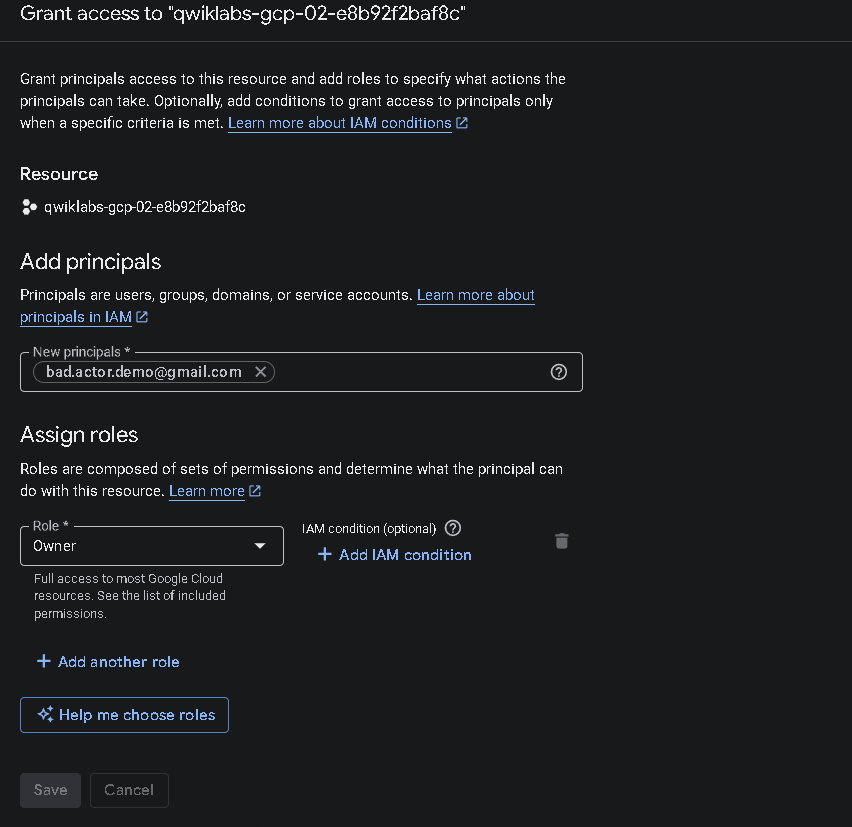 Grant access to "qwiklabs-gcp-02-e8b92f2baf8c"
Grant principals access to this resource and add roles to specify what actions the
principals can take. Optionally, add conditions to grant access to principals only
when a specific criteria is met. Learn more about IAM conditions
Resource
qwiklabs-gcp-02-e8b92f2baf8c
Add principals
Principals are users, groups, domains, or service accounts. Learn more about
principals in IAM
New principals *
bad.actor.demo@gmail.com
Assign roles
Roles are composed of sets of permissions and determine what the principal can
do with this resource. Learn more
Role *
Owner
IAM condition (optional)
+ Add IAM condition
Full access to most Google Cloud
resources. See the list of included
permissions.
+ Add another role
Help me choose roles
Save
Cancel